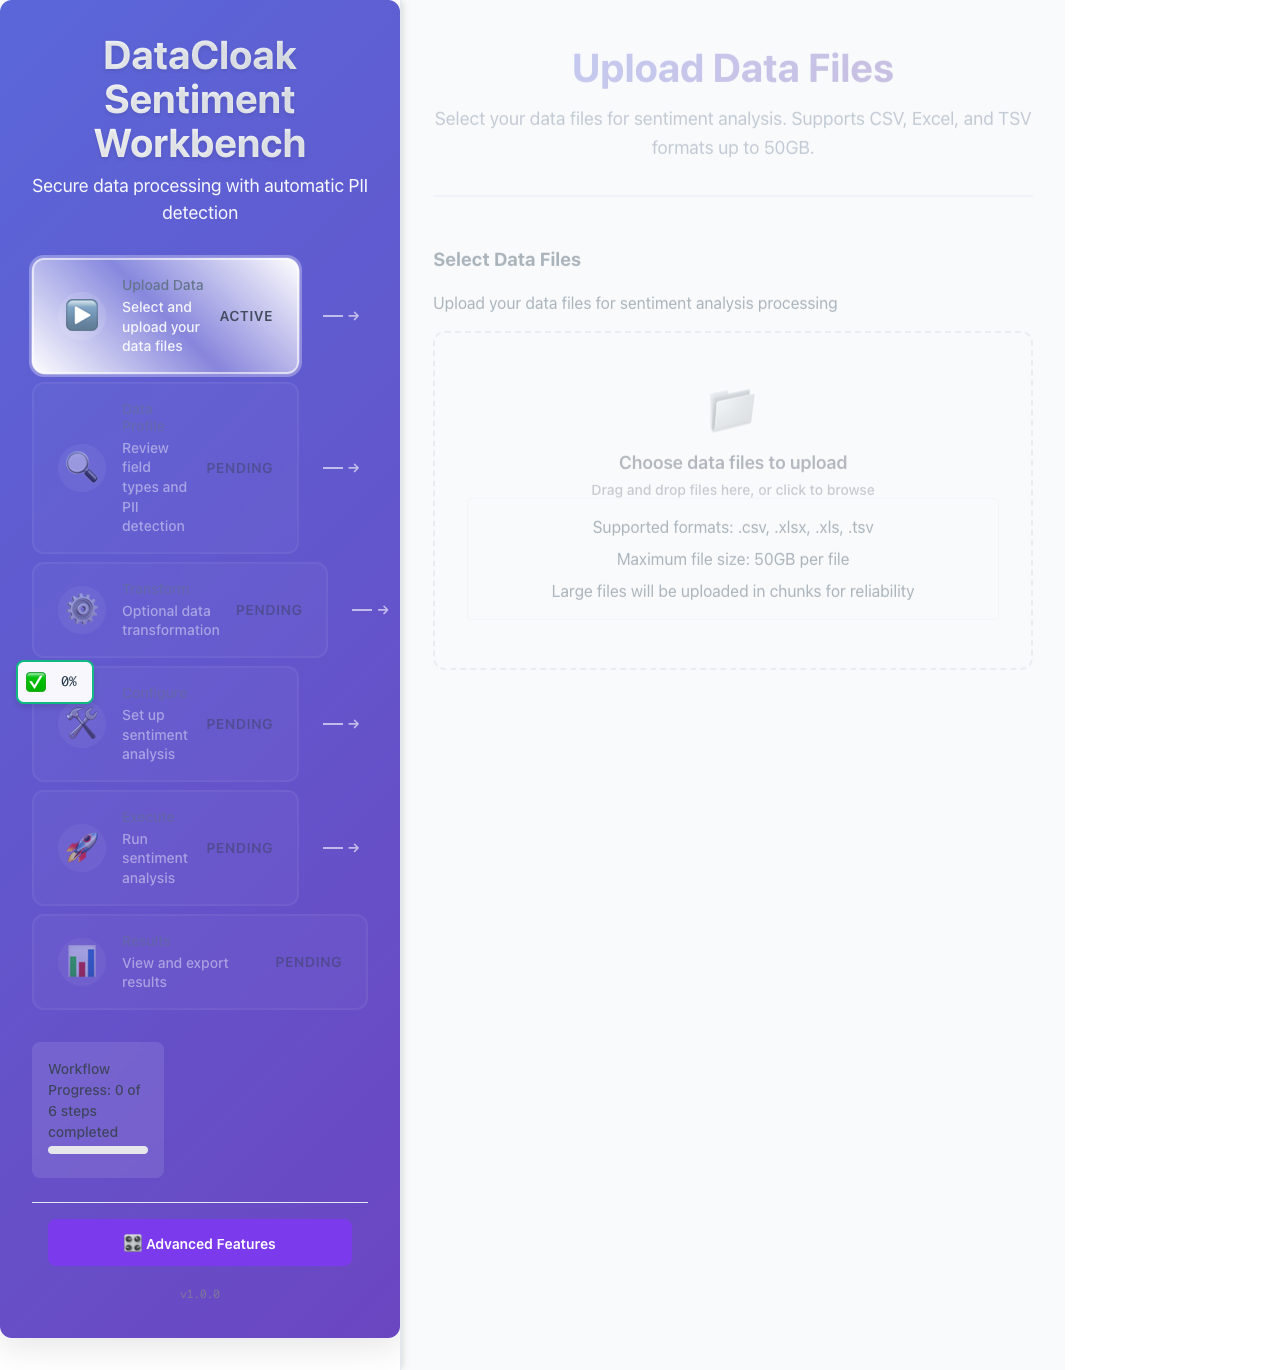 DataCloak
Sentiment
Workbench
Secure data processing with automatic PII
detection
Upload Data
Select and
upload your
data files
ACTIVE
Review
field
types and
PII
detection
PENDING
Optional data
transformation
PENDING
0%
Set up
sentiment
analysis
PENDING
Run
sentiment
analysis
PENDING
View and export
results
PENDING
Workflow
Progress: 0 of
6 steps
completed
Advanced Features
v1.0.0
Upload Data Files
Select your data files for sentiment analysis. Supports CSV, Excel, and TSV
formats up to 50GB.
Select Data Files
Upload your data files for sentiment analysis processing
Choose data files to upload
Drag and drop files here, or click to browse
Supported formats: .csv, .xlsx, .xls, .tsv
Maximum file size: 50GB per file
Large files will be uploaded in chunks for reliability